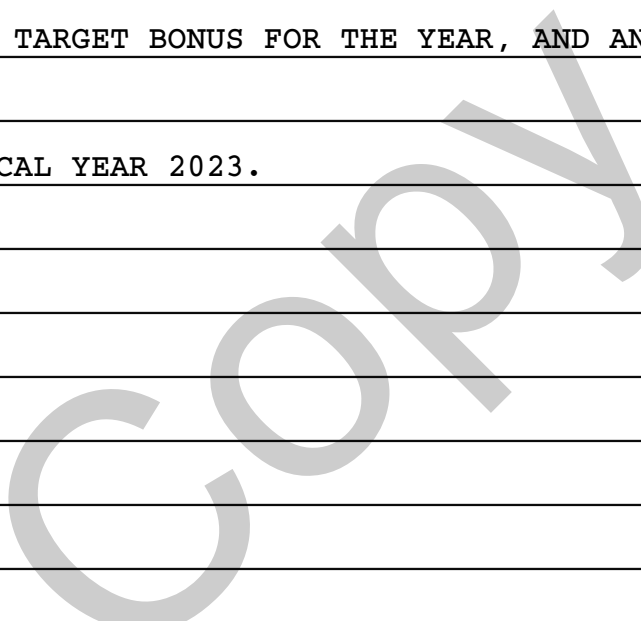 TARGET BONUS FOR THE YEAR, AND AN
CAL YEAR 2023.
Copy